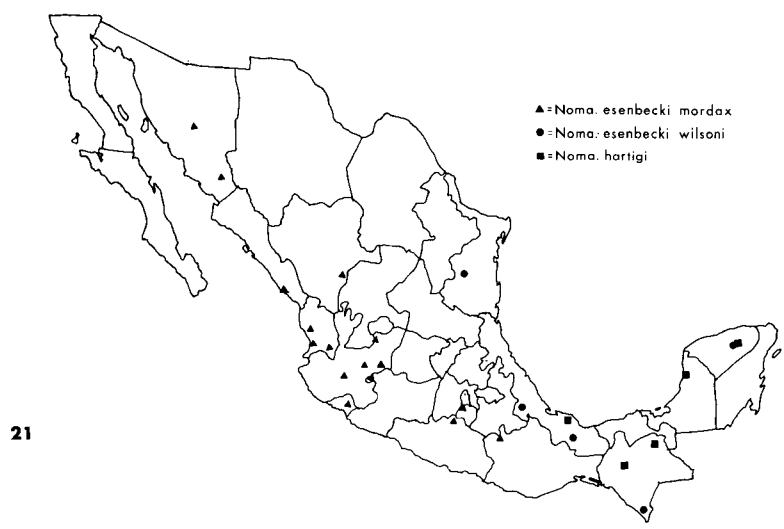 ▲=Noma. esenbecki mordax
●=Noma. esenbecki wilsoni
■=Noma. hartigi
21